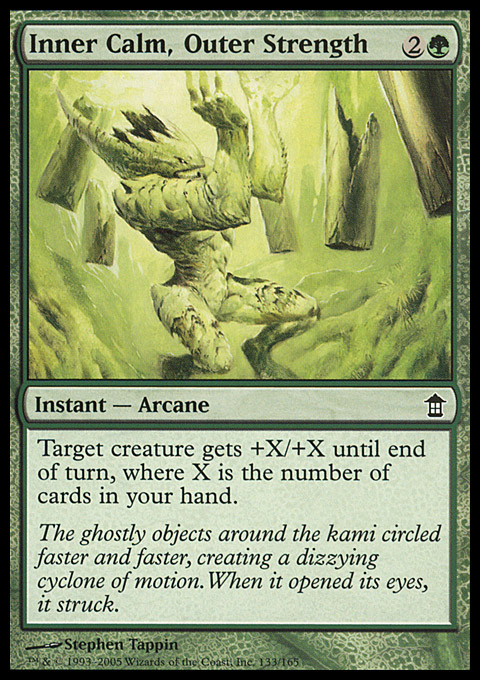 Inner Calm, Outer Strength 2
Instant — Arcane
Target creature gets +X/+X until end
of turn, where X is the number of
cards in your hand.
The ghostly objects around the kami circled
faster and faster, creating a dizzying
cyclone of motion. When it opened its eyes,
it struck.
Stephen Tappin
™ & © 1993–2005 Wizards of the Coast, Inc. 133/165